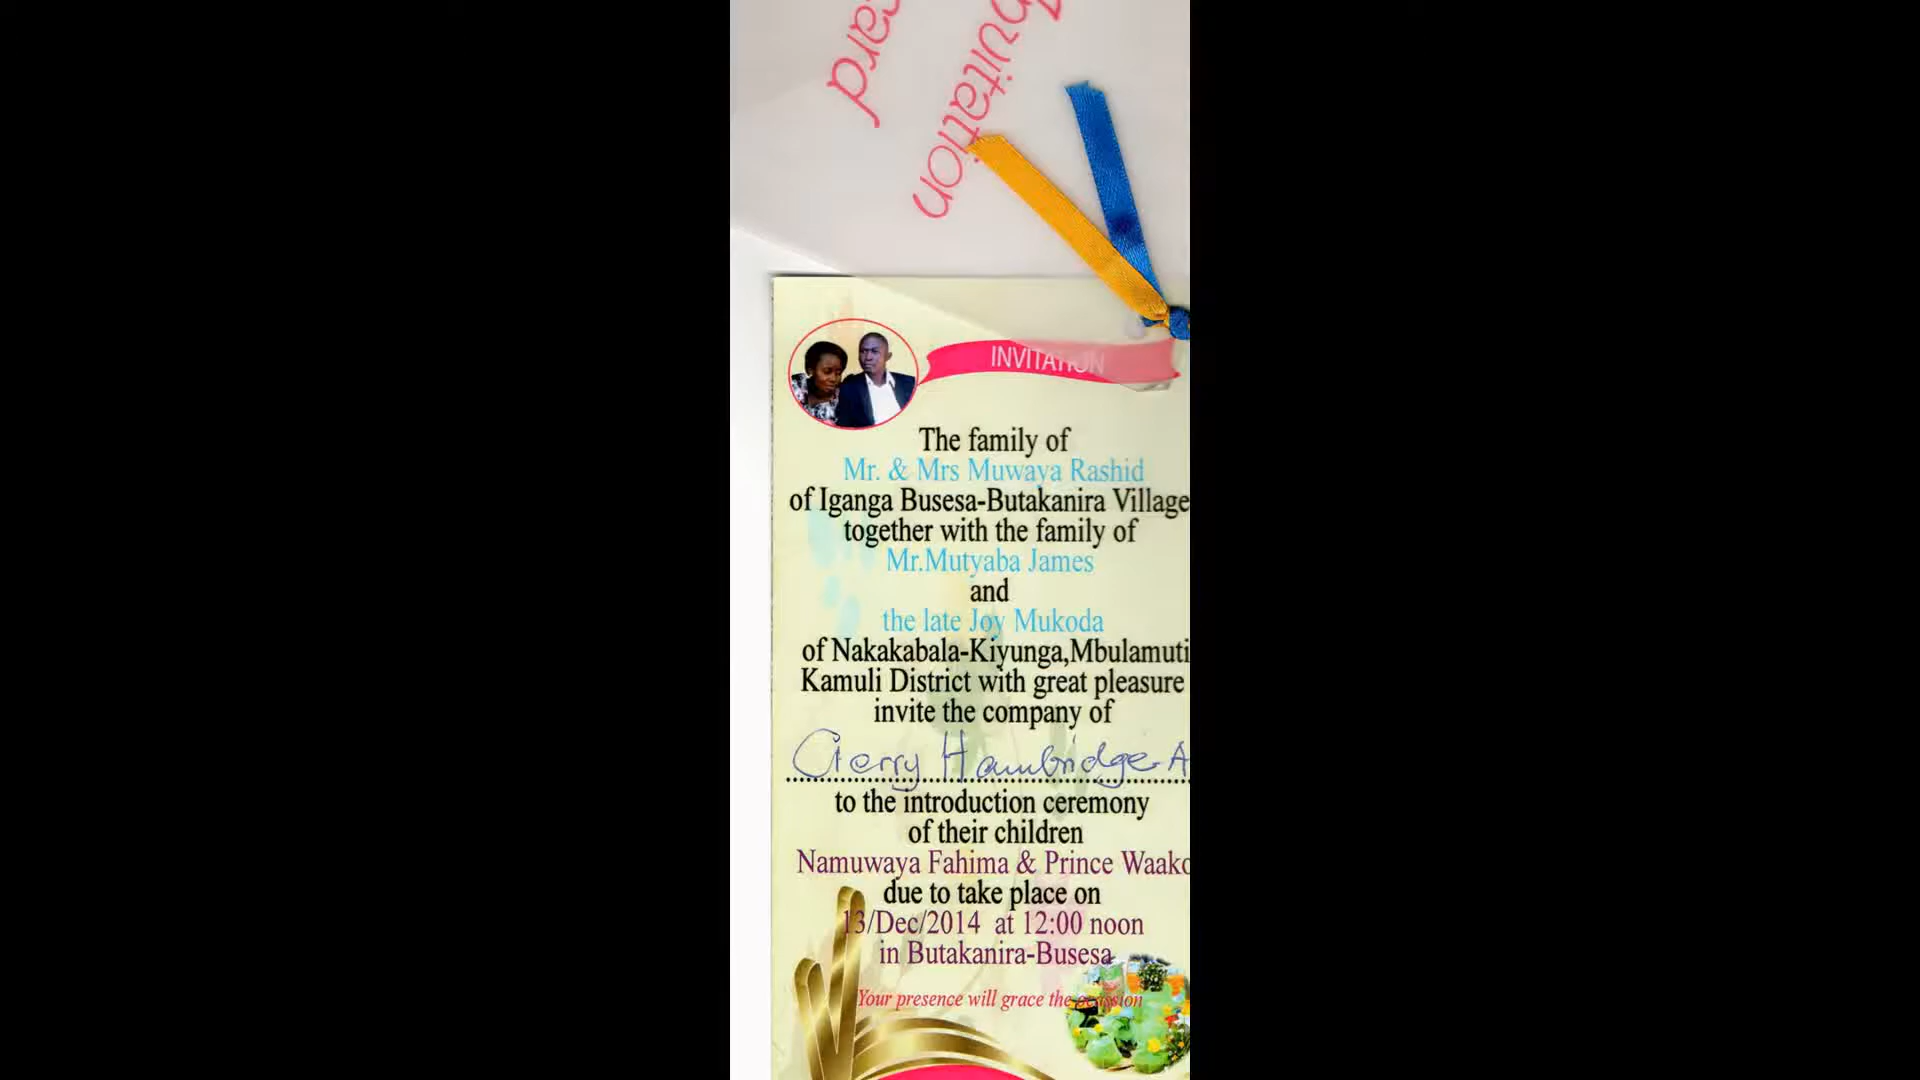 Invitation
card
INVITATION
The family of
Mr. & Mrs Muwaya Rashid
of Iganga Busesa-Butakanira Village
together with the family of
Mr.Mutyaba James
and
the late Joy Mukoda
of Nakakabala-Kiyunga,Mbulamuti
Kamuli District with great pleasure
invite the company of
Gerry Hambridge A
to the introduction ceremony
of their children
Namuwaya Fahima & Prince Waako
due to take place on
13/Dec/2014 at 12:00 noon
in Butakanira-Busesa
Your presence will grace the ocassion